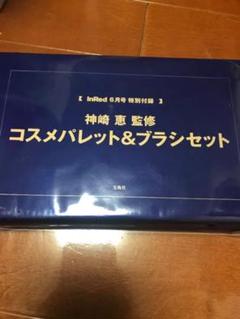 【 InRed 6月号 特別付録 】
神崎 恵 監修
コスメパレット&ブラシセット
宝島社